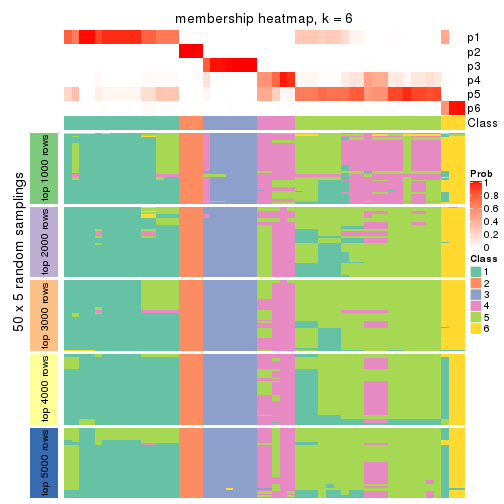 membership heatmap, k = 6
p1
p2
p3
p4
p5
p6
Class
50 x 5 random samplings
top 1000 rows
top 2000 rows
top 3000 rows
top 4000 rows
top 5000 rows
Prob
1
0.8
0.6
0.4
0.2
0
Class
1
2
3
4
5
6